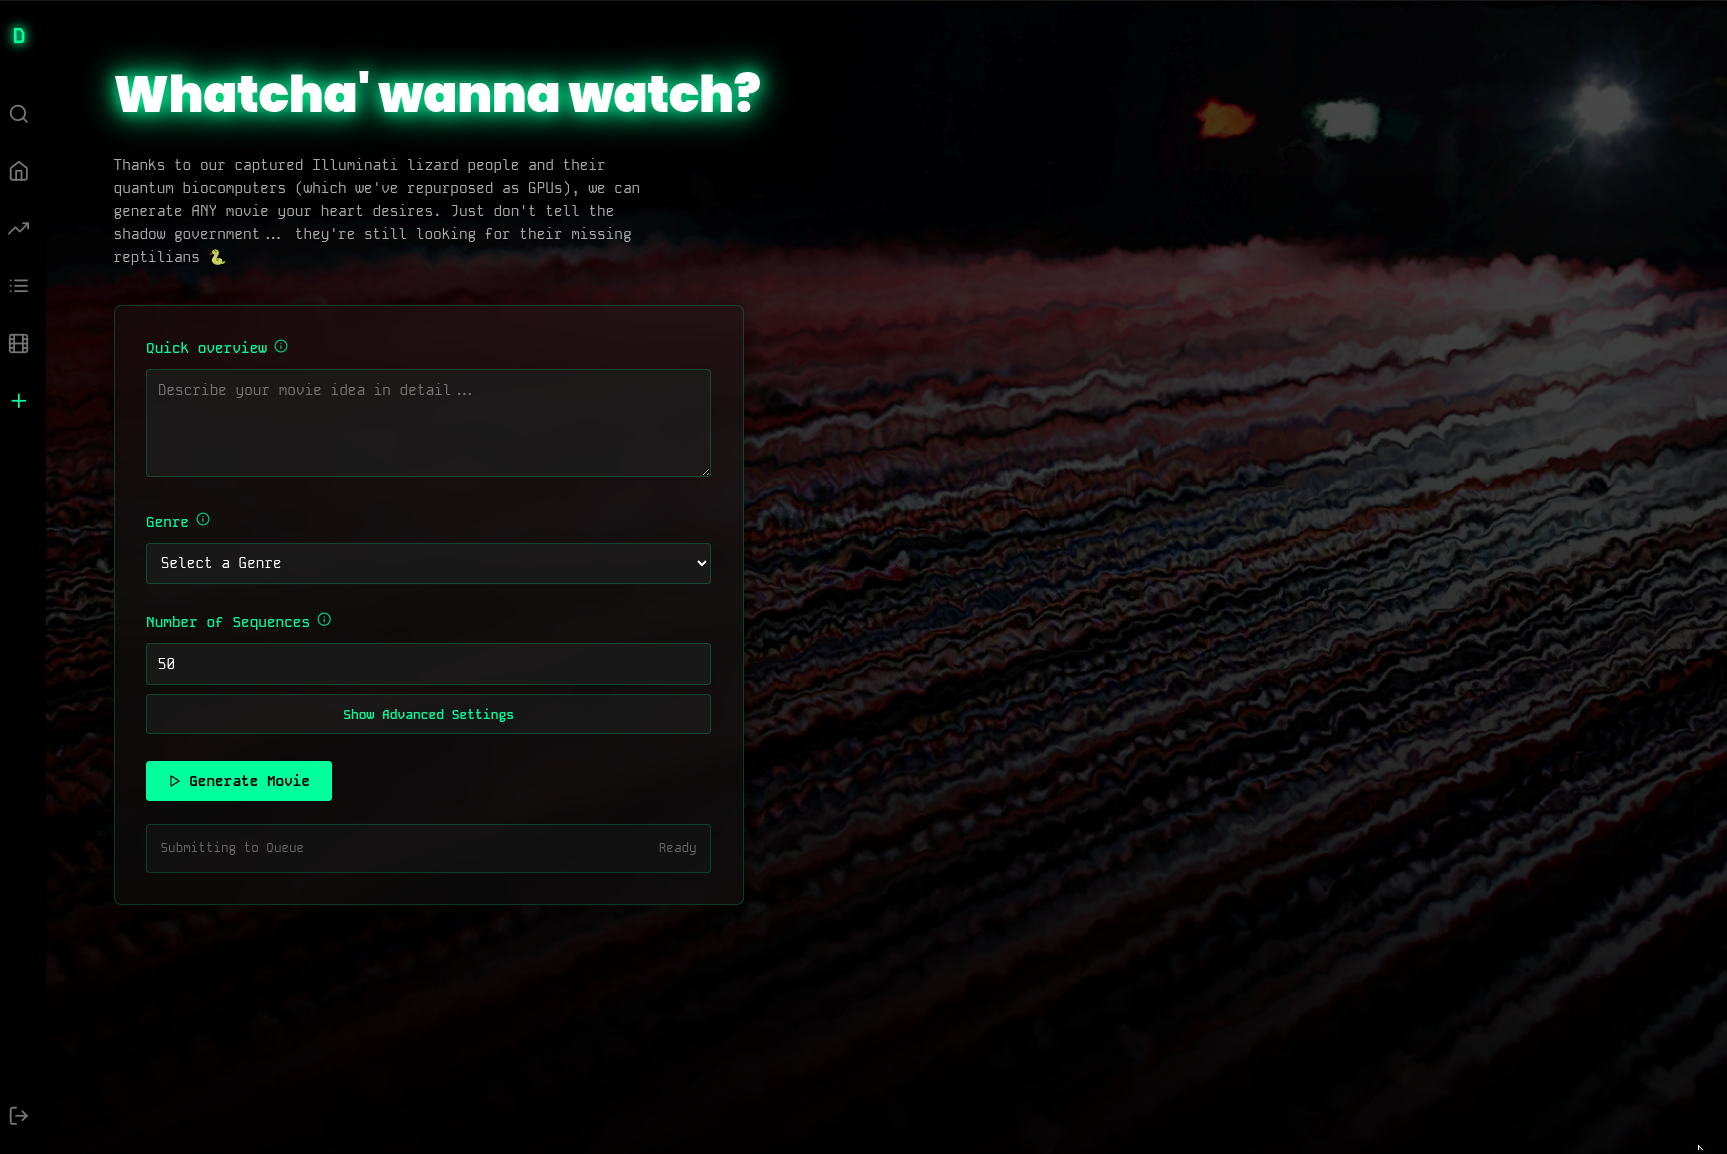 D
Whatcha' wanna watch?
Thanks to our captured Illuminati lizard people and their
quantum biocomputers (which we've repurposed as GPUs), we can
generate ANY movie your heart desires. Just don't tell the
shadow government... they're still looking for their missing
reptilians 🐍
Quick overview
Describe your movie idea in detail...
Genre
Select a Genre
Number of Sequences
50
Show Advanced Settings
Generate Movie
Submitting to Queue Ready